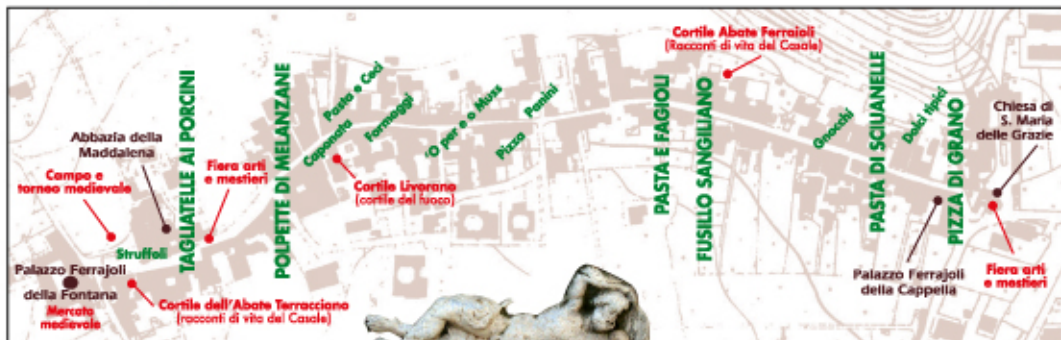 Abbazia della
Maddalena
Campo e
torneo medievale
Struffoli
Palazzo Ferrajoli
della Fontana
Mercato
medievale
TAGLIATELLE AI PORCINI
Fiera arti
e mestieri
Cortile dell'Abate Terracciano
(racconti di vita del Casale)
POLPETTE DI MELANZANE
Pasta e Ceci
Caponata
Formaggi
Cortile Livorano
(cortile del fuoco)
'O per e o Muss
Pizza
Panini
PASTA E FAGIOLI
FUSILLO SANGILIANO
Cortile Abate Ferraioli
(Racconti di vita del Casale)
Gnocchi
PASTA DI SCIUANELLE
Dolci tipici
PIZZA DI GRANO
Chiesa di
S. Maria
delle Grazie
Palazzo Ferrajoli
della Cappella
Fiera arti
e mestieri